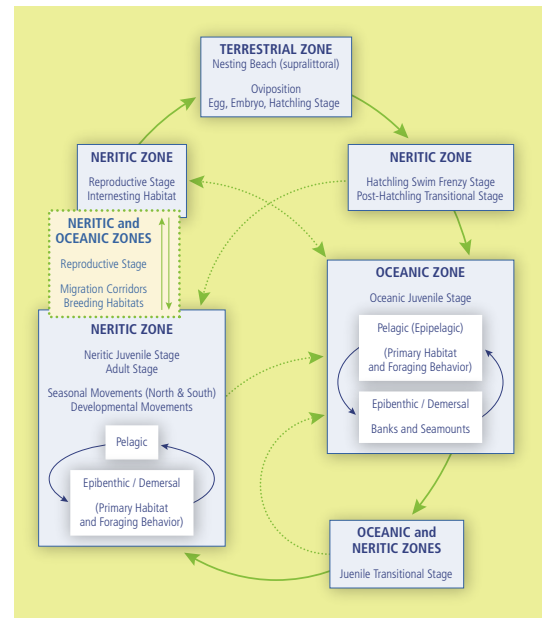 TERRESTRIAL ZONE
Nesting Beach (supralittoral)
Oviposition
Egg, Embryo, Hatchling Stage
NERITIC ZONE
Reproductive Stage
Internesting Habitat
NERITIC ZONE
Hatchling Swim Frenzy Stage
Post-Hatchling Transitional Stage
NERITIC and
OCEANIC ZONES
Reproductive Stage
Migration Corridors
Breeding Habitats
OCEANIC ZONE
Oceanic Juvenile Stage
Pelagic (Epipelagic)
(Primary Habitat
and Foraging Behavior)
Epibenthic / Demersal
Banks and Seamounts
NERITIC ZONE
Neritic Juvenile Stage
Adult Stage
Seasonal Movements (North & South)
Developmental Movements
Pelagic
Epibenthic / Demersal
(Primary Habitat
and Foraging Behavior)
OCEANIC and
NERITIC ZONES
Juenile Transitional Stage